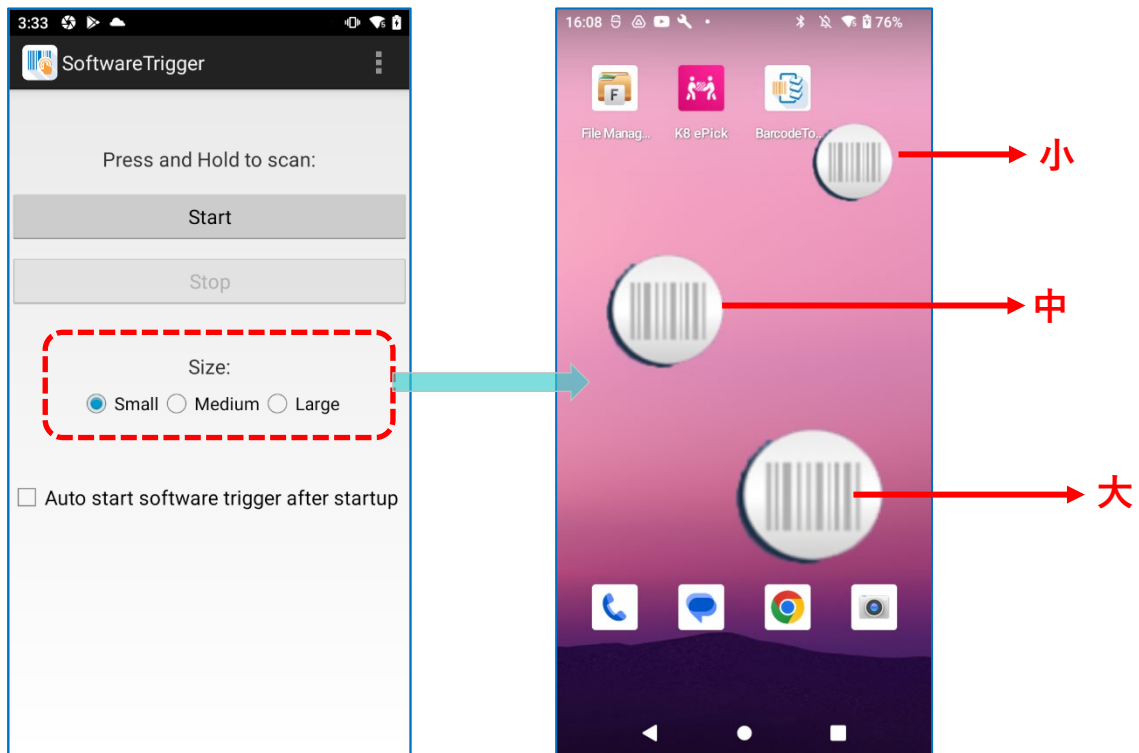 3:33
SoftwareTrigger
Press and Hold to scan:
Start
Stop
Size:
Small Medium Large
Auto start software trigger after startup
16:08 76%
F
File Manag... K8 ePick BarcodeTo...
小
中
大